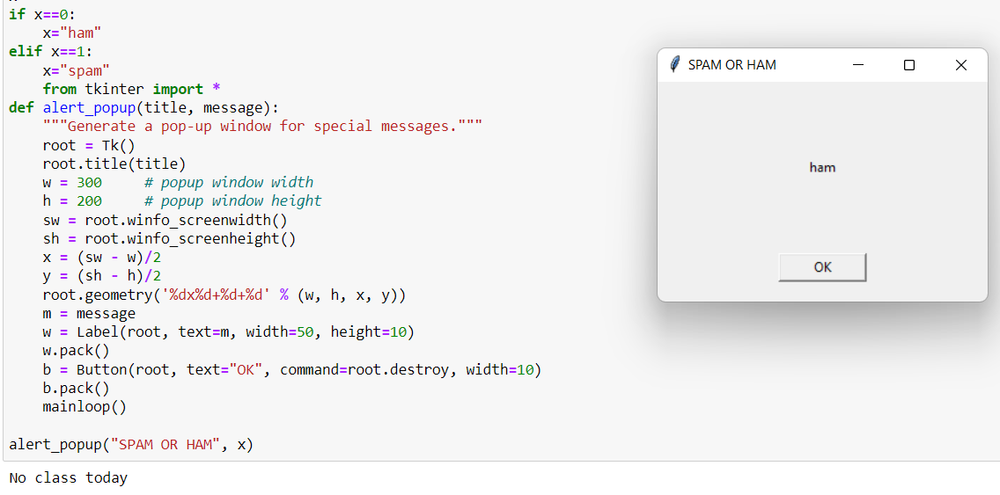 if x==0:
    x="ham"
elif x==1:
    x="spam"
    from tkinter import *
def alert_popup(title, message):
    """Generate a pop-up window for special messages."""
    root = Tk()
    root.title(title)
    w = 300     # popup window width
    h = 200     # popup window height
    sw = root.winfo_screenwidth()
    sh = root.winfo_screenheight()
    x = (sw - w)/2
    y = (sh - h)/2
    root.geometry('%dx%d+%d+%d' % (w, h, x, y))
    m = message
    w = Label(root, text=m, width=50, height=10)
    w.pack()
    b = Button(root, text="OK", command=root.destroy, width=10)
    b.pack()
    mainloop()

alert_popup("SPAM OR HAM", x)
No class today
SPAM OR HAM
ham
OK